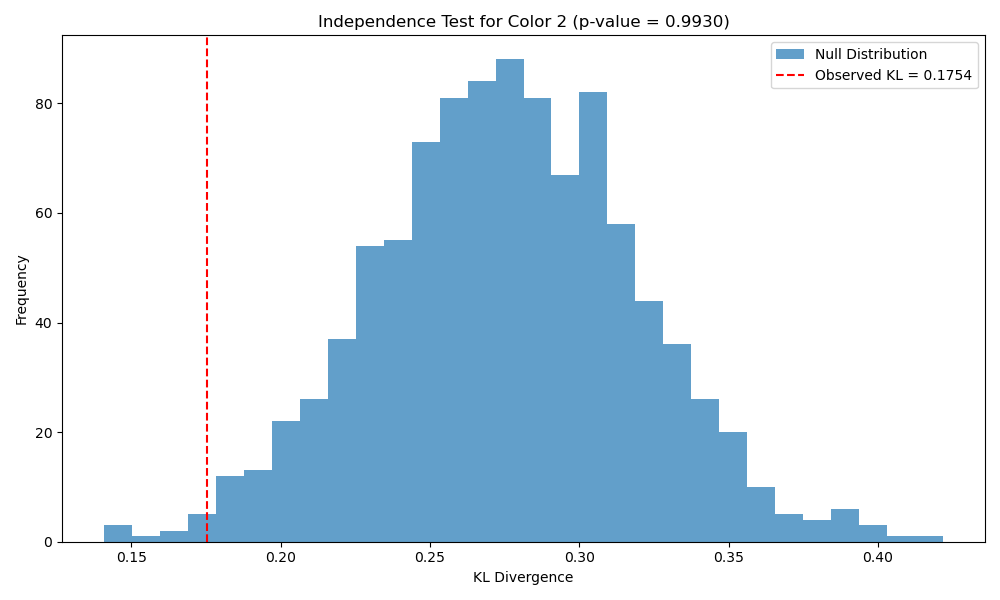 Independence Test for Color 2 (p-value = 0.9930)
Null Distribution
Observed KL = 0.1754
80
60
40
20
0
Frequency
0.15 0.20 0.25 0.30 0.35 0.40
KL Divergence